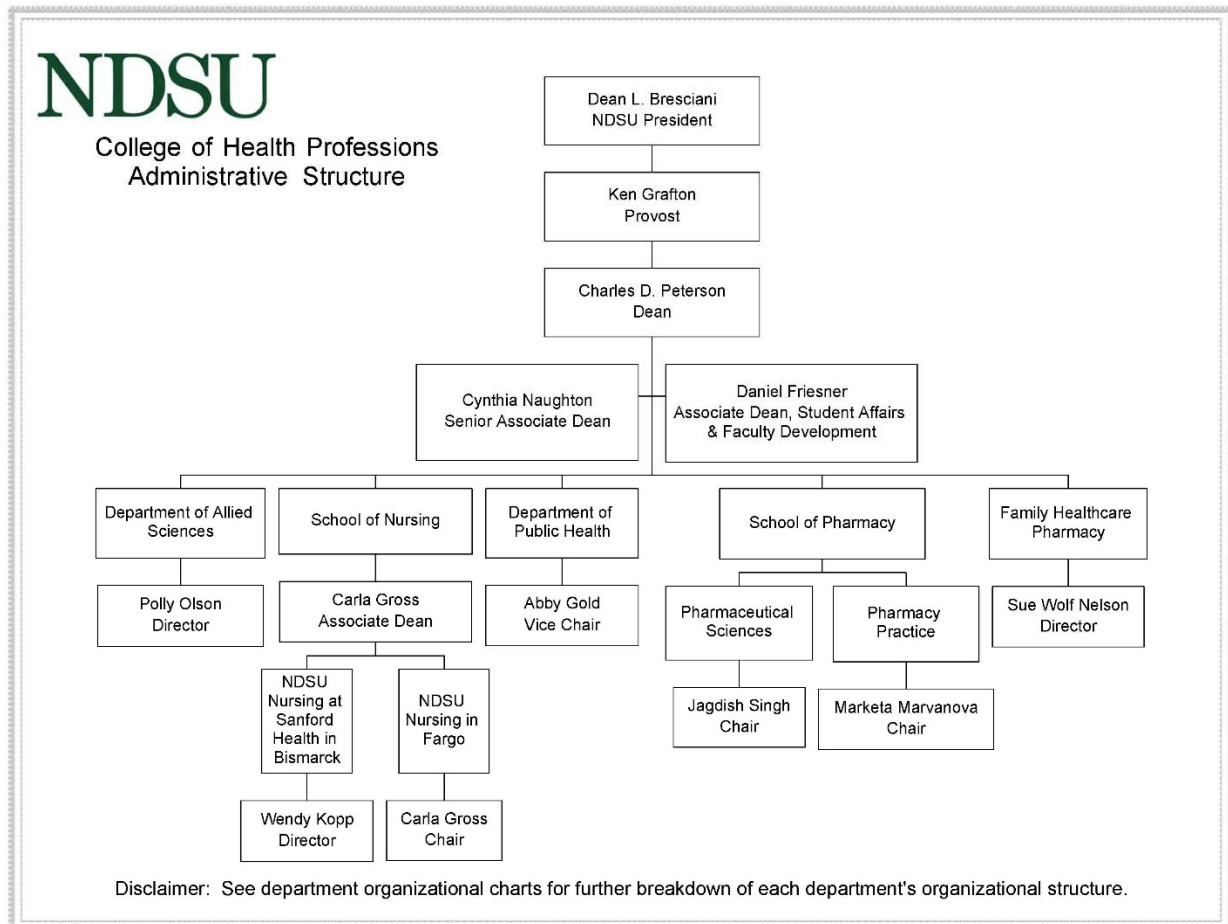 NDSU
College of Health Professions
Administrative Structure
Dean L. Bresciani
NDSU President
Ken Grafton
Provost
Charles D. Peterson
Dean
Cynthia Naughton
Senior Associate Dean
Daniel Friesner
Associate Dean, Student Affairs
& Faculty Development
Department of Allied
Sciences
School of Nursing
Department of
Public Health
School of Pharmacy
Family Healthcare
Pharmacy
Polly Olson
Director
Carla Gross
Associate Dean
Abby Gold
Vice Chair
Pharmaceutical
Sciences
Pharmacy
Practice
Sue Wolf Nelson
Director
NDSU
Nursing at
Sanford
Health in
Bismarck
NDSU
Nursing in
Fargo
Jagdish Singh
Chair
Marketa Marvanova
Chair
Wendy Kopp
Director
Carla Gross
Chair
Disclaimer: See department organizational charts for further breakdown of each department's organizational structure.